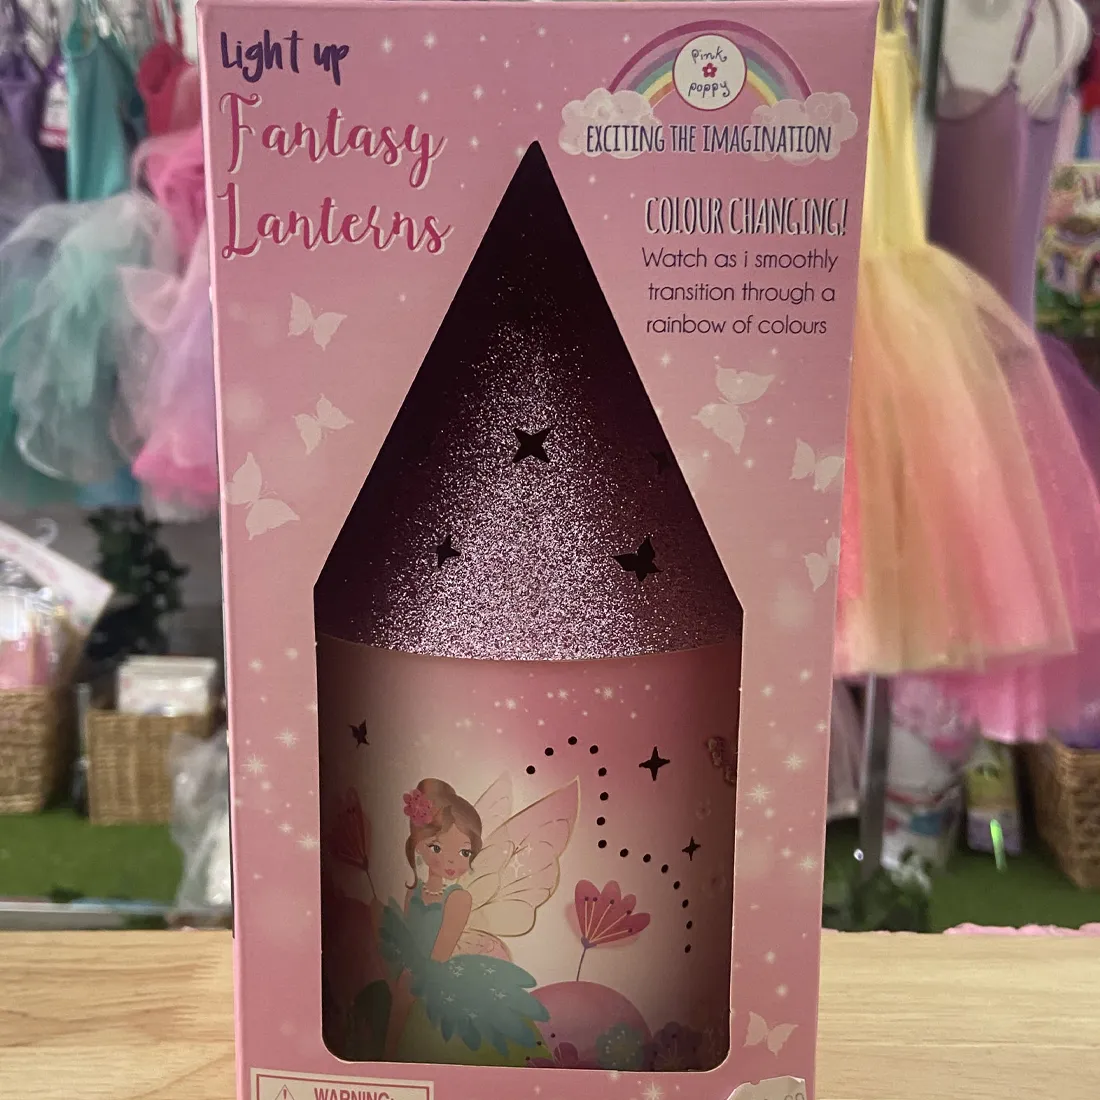 Light up
Fantasy
Lanterns
pink
poppy
EXCITING THE IMAGINATION
COLOUR CHANGING!
Watch as i smoothly
transition through a
rainbow of colours
WARNING: